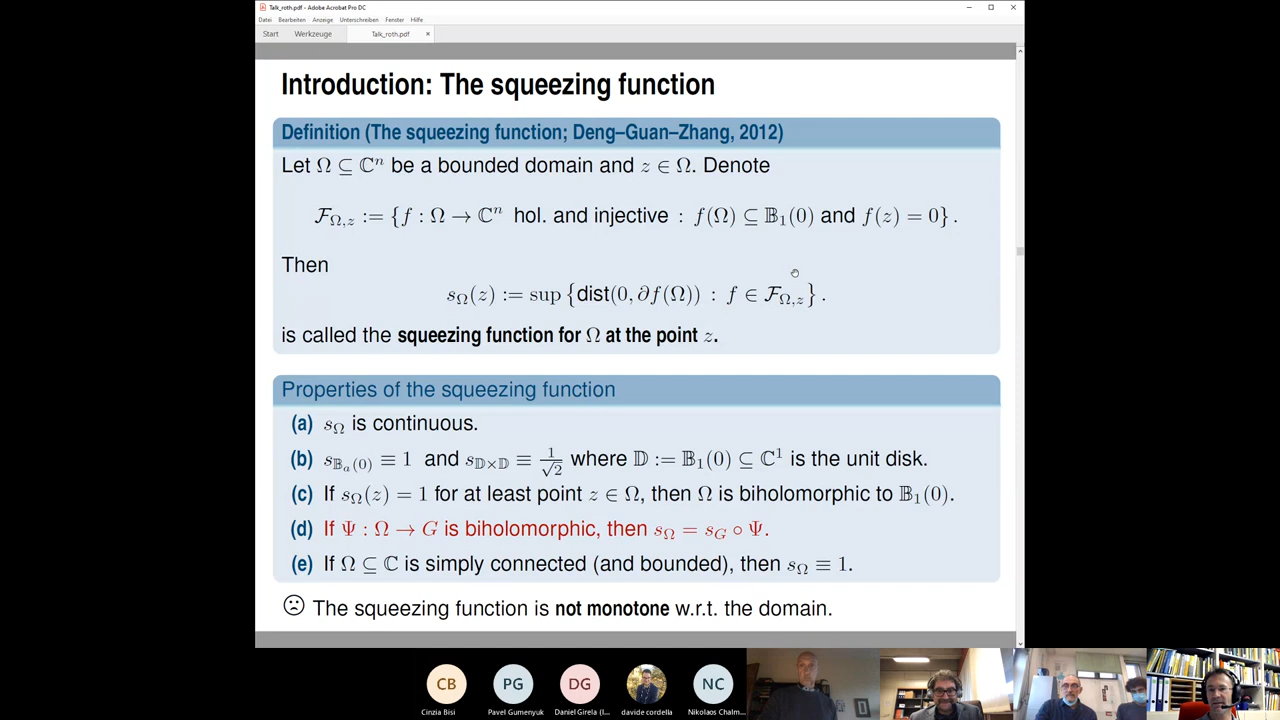 Talk_roth.pdf - Adobe Acrobat Pro DC
Datei Bearbeiten Anzeige Unterschreiben Fenster Hilfe
Start Werkzeuge Talk_roth.pdf ×
Introduction: The squeezing function
Definition (The squeezing function; Deng–Guan–Zhang, 2012)
Let Ω ⊆ ℂⁿ be a bounded domain and z ∈ Ω. Denote
ℱ_{Ω,z} := {f : Ω → ℂⁿ hol. and injective : f(Ω) ⊆ 𝔹₁(0) and f(z) = 0} .
Then
s_Ω(z) := sup {dist(0, ∂f(Ω)) : f ∈ ℱ_{Ω,z}} .
is called the squeezing function for Ω at the point z.
Properties of the squeezing function
(a) s_Ω is continuous.
(b) s_{𝔹_a(0)} ≡ 1 and s_{𝔻×𝔻} ≡ 1/√2 where 𝔻 := 𝔹₁(0) ⊆ ℂ¹ is the unit disk.
(c) If s_Ω(z) = 1 for at least point z ∈ Ω, then Ω is biholomorphic to 𝔹₁(0).
(d) If Ψ : Ω → G is biholomorphic, then s_Ω = s_G ∘ Ψ.
(e) If Ω ⊆ ℂ is simply connected (and bounded), then s_Ω ≡ 1.
☹ The squeezing function is not monotone w.r.t. the domain.
CB PG DG NC
Cinzia Bisi Pavel Gumenyuk Daniel Girela (I... davide cordella Nikolaos Chalm...